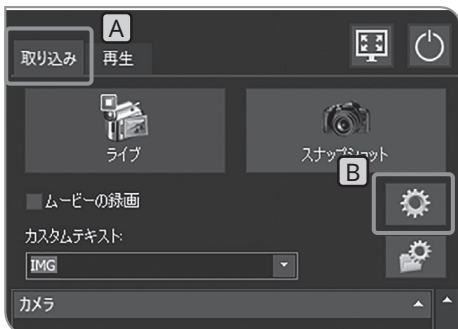 A
取り込み 再生
ライブ スナップショット
B
ムービーの録画
カスタムテキスト:
IMG
カメラ